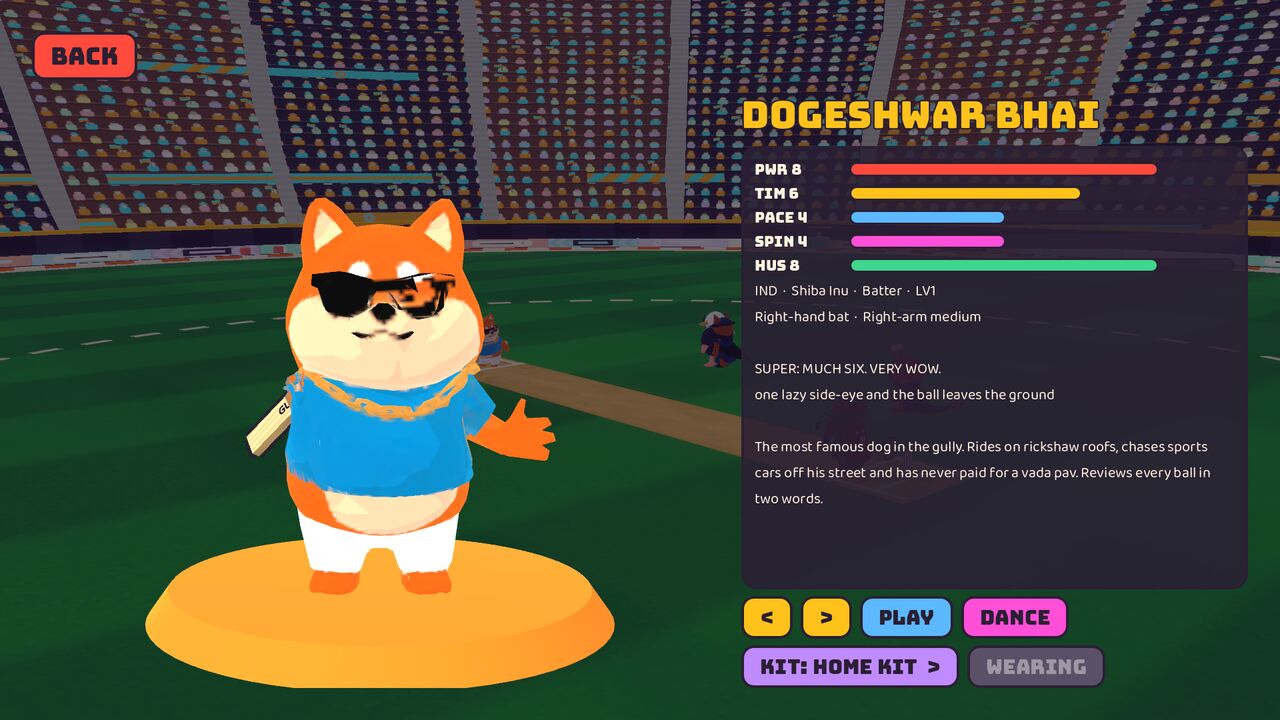 BACK
DOGESHWAR BHAI
PWR 8
TIM 6
PACE 4
SPIN 4
HUS 8
IND · Shiba Inu · Batter · LV1
Right-hand bat · Right-arm medium
SUPER: MUCH SIX. VERY WOW.
one lazy side-eye and the ball leaves the ground
The most famous dog in the gully. Rides on rickshaw roofs, chases sports
cars off his street and has never paid for a vada pav. Reviews every ball in
two words.
< > PLAY DANCE
KIT: HOME KIT > WEARING